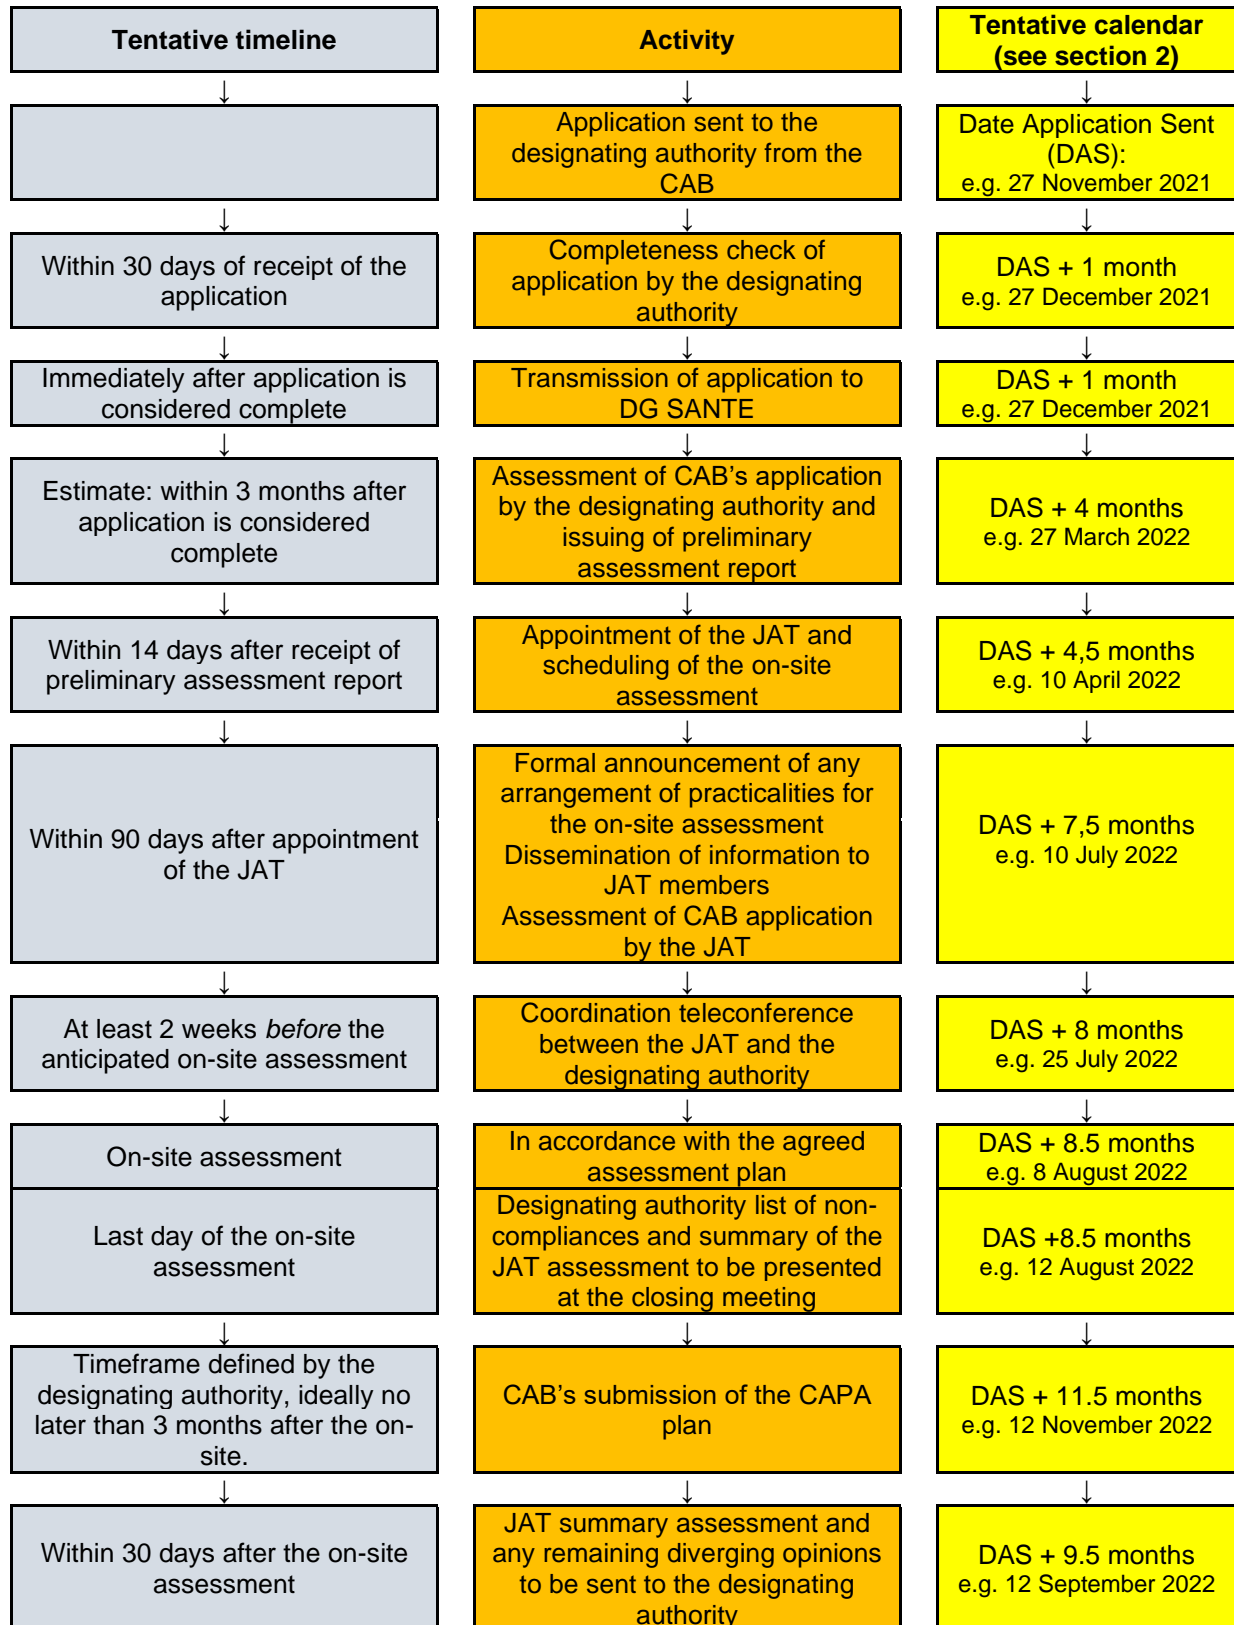 Tentative timeline
Activity
Tentative calendar
(see section 2)
↓
↓
↓
Application sent to the
designating authority from the
CAB
Date Application Sent
(DAS):
e.g. 27 November 2021
↓
↓
↓
Within 30 days of receipt of the
application
Completeness check of
application by the designating
authority
DAS + 1 month
e.g. 27 December 2021
↓
↓
↓
Immediately after application is
considered complete
Transmission of application to
DG SANTE
DAS + 1 month
e.g. 27 December 2021
↓
↓
↓
Estimate: within 3 months after
application is considered
complete
Assessment of CAB’s application
by the designating authority and
issuing of preliminary
assessment report
DAS + 4 months
e.g. 27 March 2022
↓
↓
↓
Within 14 days after receipt of
preliminary assessment report
Appointment of the JAT and
scheduling of the on-site
assessment
DAS + 4,5 months
e.g. 10 April 2022
↓
↓
↓
Within 90 days after appointment
of the JAT
Formal announcement of any
arrangement of practicalities for
the on-site assessment
Dissemination of information to
JAT members
Assessment of CAB application
by the JAT
DAS + 7,5 months
e.g. 10 July 2022
↓
↓
↓
At least 2 weeks before the
anticipated on-site assessment
Coordination teleconference
between the JAT and the
designating authority
DAS + 8 months
e.g. 25 July 2022
↓
↓
↓
On-site assessment
In accordance with the agreed
assessment plan
DAS + 8.5 months
e.g. 8 August 2022
Last day of the on-site
assessment
Designating authority list of non-
compliances and summary of the
JAT assessment to be presented
at the closing meeting
DAS +8.5 months
e.g. 12 August 2022
↓
↓
↓
Timeframe defined by the
designating authority, ideally no
later than 3 months after the on-
site.
CAB’s submission of the CAPA
plan
DAS + 11.5 months
e.g. 12 November 2022
↓
↓
↓
Within 30 days after the on-site
assessment
JAT summary assessment and
any remaining diverging opinions
to be sent to the designating
authority
DAS + 9.5 months
e.g. 12 September 2022